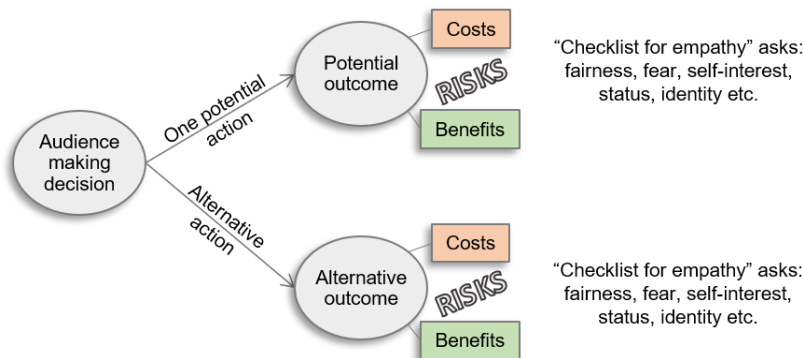 Costs
Potential
outcome
RISKS
Benefits
“Checklist for empathy” asks:
fairness, fear, self-interest,
status, identity etc.
One potential
action
Audience
making
decision
Alternative
action
Costs
Alternative
outcome
RISKS
Benefits
“Checklist for empathy” asks:
fairness, fear, self-interest,
status, identity etc.